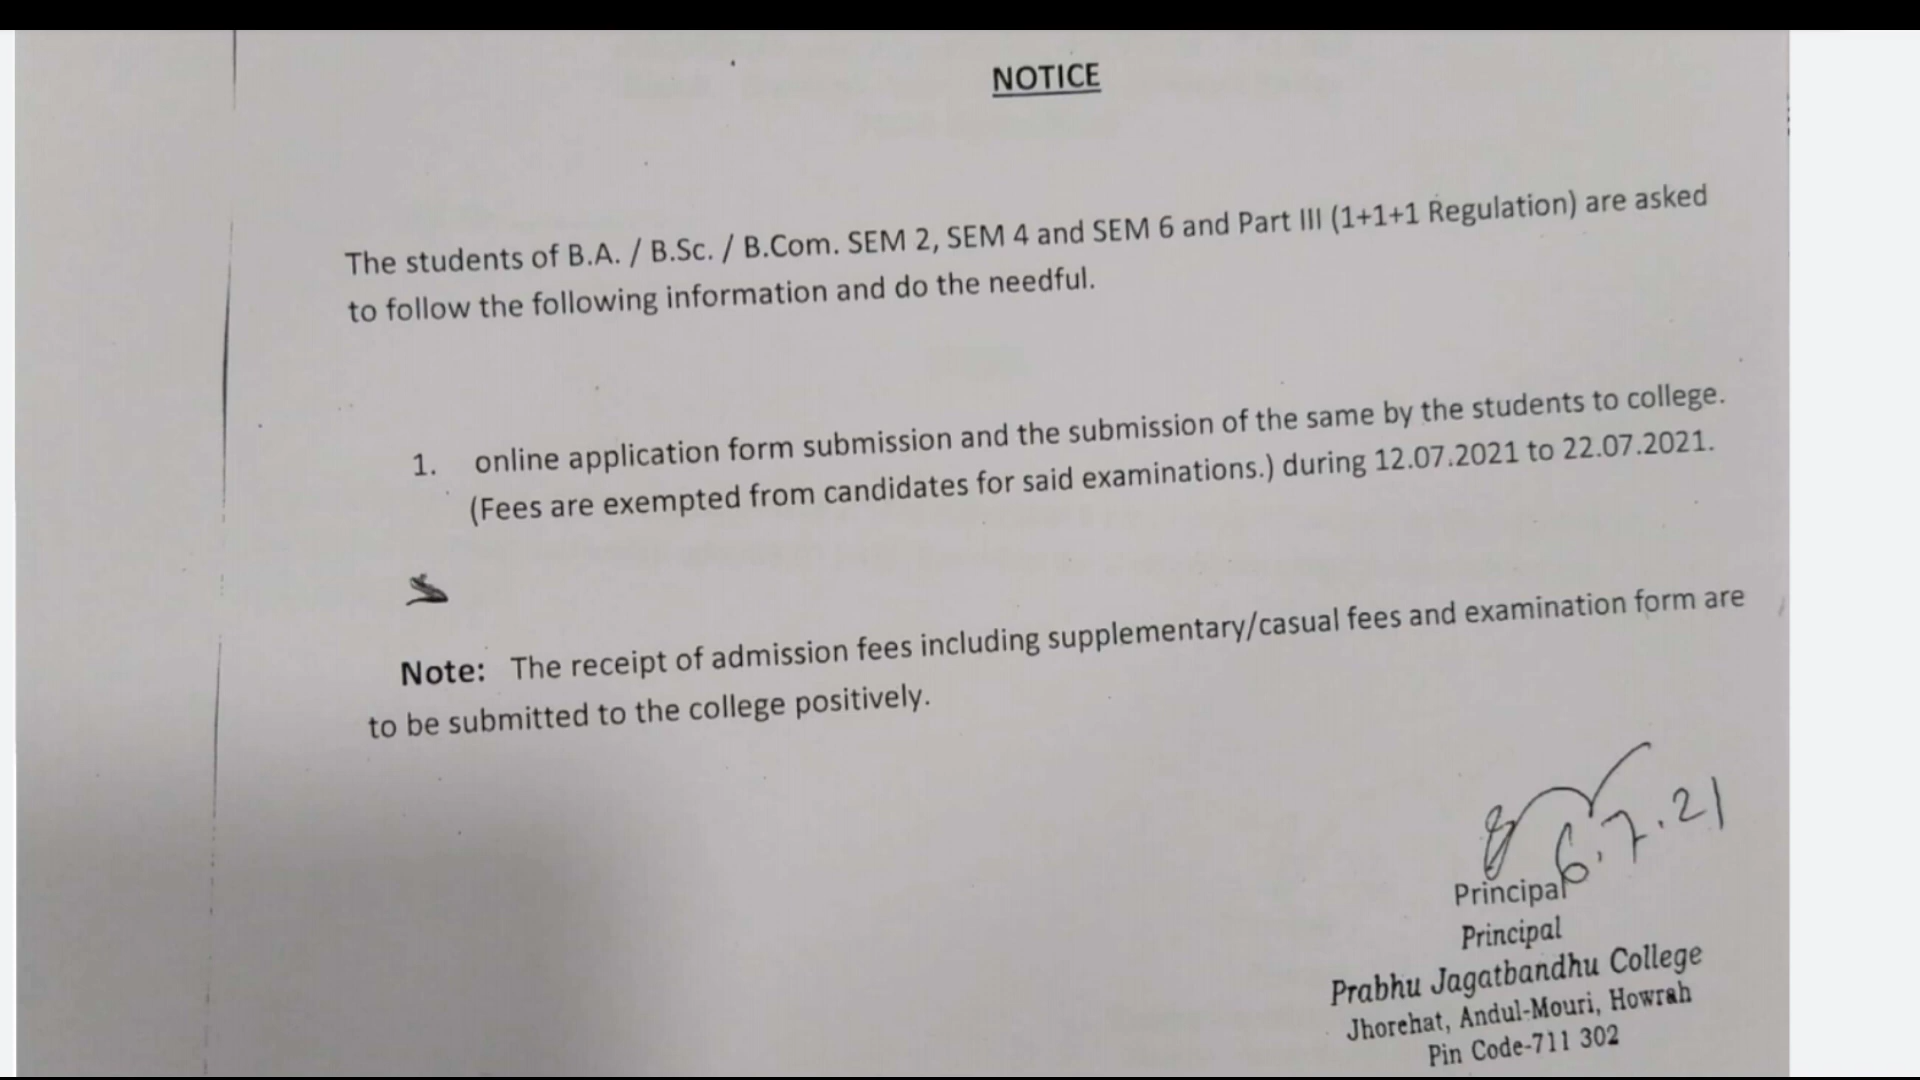 NOTICE
The students of B.A. / B.Sc. / B.Com. SEM 2, SEM 4 and SEM 6 and Part III (1+1+1 Regulation) are asked
to follow the following information and do the needful.
1. online application form submission and the submission of the same by the students to college.
(Fees are exempted from candidates for said examinations.) during 12.07.2021 to 22.07.2021.
Note: The receipt of admission fees including supplementary/casual fees and examination form are
to be submitted to the college positively.
6.7.21
Principal
Principal
Prabhu Jagatbandhu College
Jhorehat, Andul-Mouri, Howrah
Pin Code-711 302